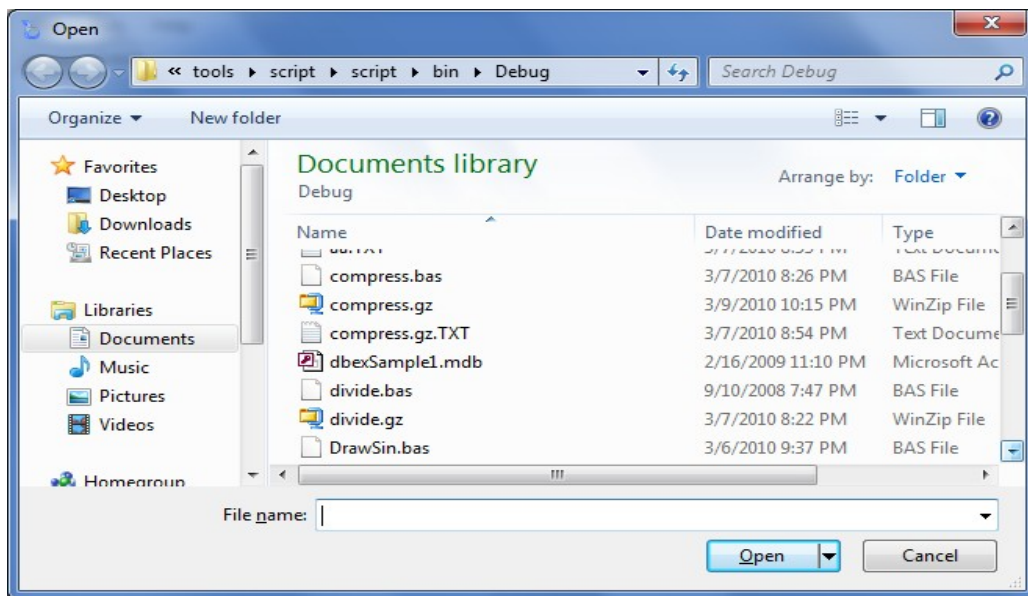 Open
« tools ▸ script ▸ script ▸ bin ▸ Debug
Search Debug
Organize
New folder
Favorites
Desktop
Downloads
Recent Places
Libraries
Documents
Music
Pictures
Videos
Homegroup
Documents library
Debug
Arrange by: Folder
Name Date modified Type
compress.bas 3/7/2010 8:26 PM BAS File
compress.gz 3/9/2010 10:15 PM WinZip File
compress.gz.TXT 3/7/2010 8:54 PM Text Docume
dbexSample1.mdb 2/16/2009 11:10 PM Microsoft Ac
divide.bas 9/10/2008 7:47 PM BAS File
divide.gz 3/7/2010 8:22 PM WinZip File
DrawSin.bas 3/6/2010 9:37 PM BAS File
File name:
Open
Cancel